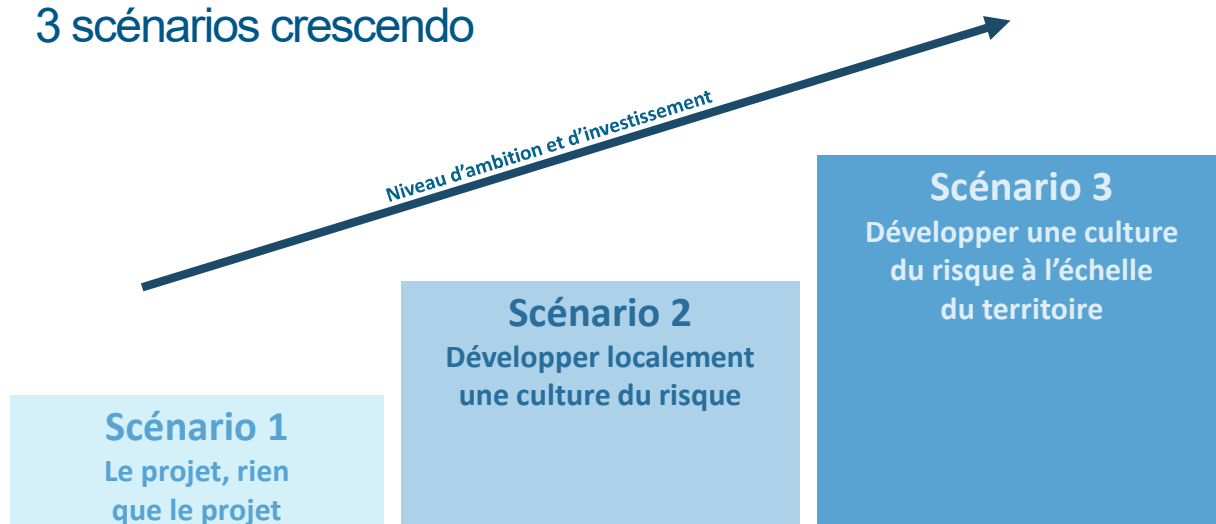 3 scénarios crescendo
Niveau d'ambition et d'investissement
Scénario 3
Développer une culture
du risque à l'échelle
du territoire
Scénario 2
Développer localement
une culture du risque
Scénario 1
Le projet, rien
que le projet